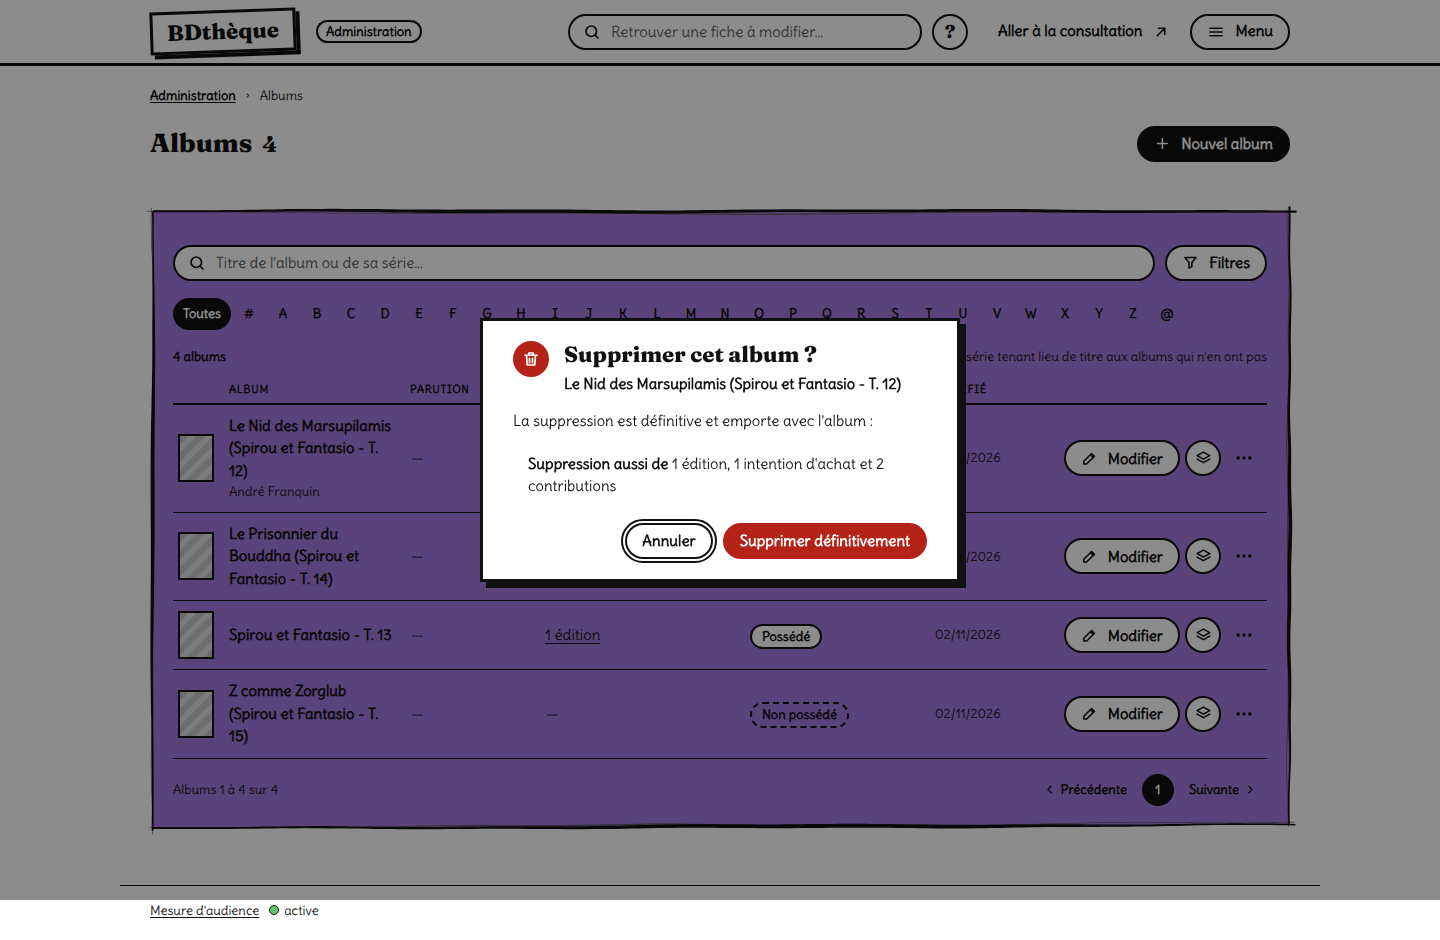 BDthèque
Administration
Retrouver une fiche à modifier...
?
Aller à la consultation
Menu
Administration › Albums
Albums 4
Nouvel album
Titre de l'album ou de sa série...
Filtres
Toutes # A B C D E F G H I J K L M N O P Q R S T U V W X Y Z @
4 albums
série tenant lieu de titre aux albums qui n'en ont pas
ALBUM PARUTION
Supprimer cet album ?
Le Nid des Marsupilamis (Spirou et Fantasio - T. 12)
La suppression est définitive et emporte avec l'album :
Suppression aussi de 1 édition, 1 intention d'achat et 2
contributions
Annuler
Supprimer définitivement
Le Nid des Marsupilamis
(Spirou et Fantasio - T.
12)
André Franquin
—
/2026
Modifier
Le Prisonnier du
Bouddha (Spirou et
Fantasio - T. 14)
—
/2026
Modifier
Spirou et Fantasio - T. 13
—
1 édition
Possédé
02/11/2026
Modifier
Z comme Zorglub
(Spirou et Fantasio - T.
15)
—
—
Non possédé
02/11/2026
Modifier
Albums 1 à 4 sur 4
‹ Précédente 1 Suivante ›
Mesure d'audience
active